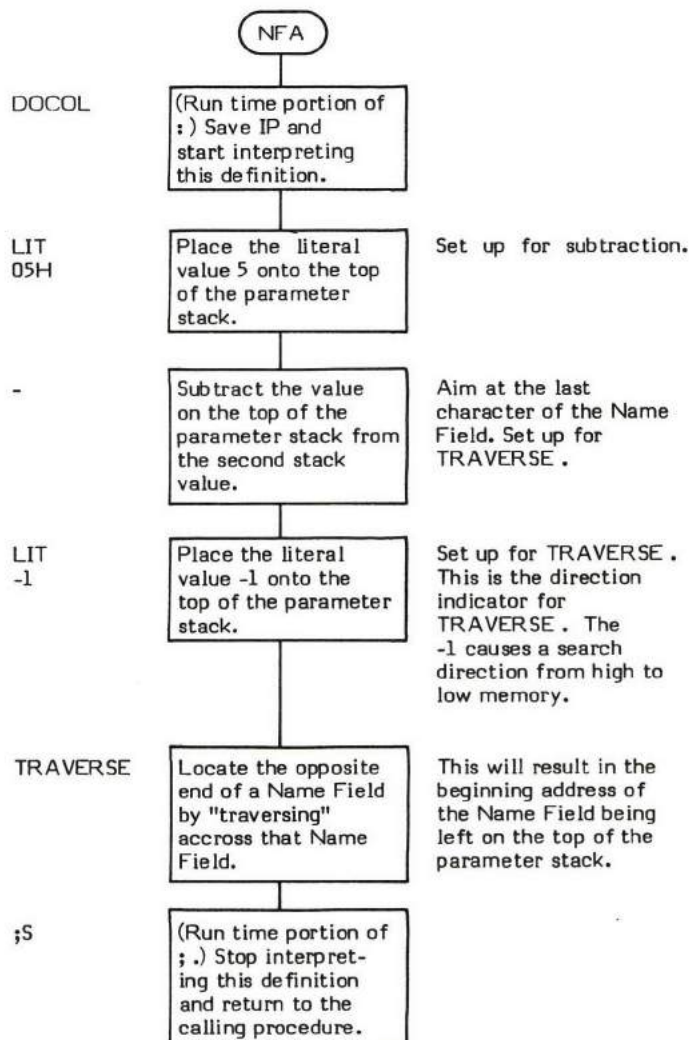 NFA
DOCOL
(Run time portion of
: ) Save IP and
start interpreting
this definition.
LIT
05H
Place the literal
value 5 onto the top
of the parameter
stack.
Set up for subtraction.
-
Subtract the value
on the top of the
parameter stack from
the second stack
value.
Aim at the last
character of the Name
Field. Set up for
TRAVERSE .
LIT
-1
Place the literal
value -1 onto the
top of the parameter
stack.
Set up for TRAVERSE .
This is the direction
indicator for
TRAVERSE . The
-1 causes a search
direction from high to
low memory.
TRAVERSE
Locate the opposite
end of a Name Field
by "traversing"
accross that Name
Field.
This will result in the
beginning address of
the Name Field being
left on the top of the
parameter stack.
;S
(Run time portion of
; .) Stop interpret-
ing this definition
and return to the
calling procedure.